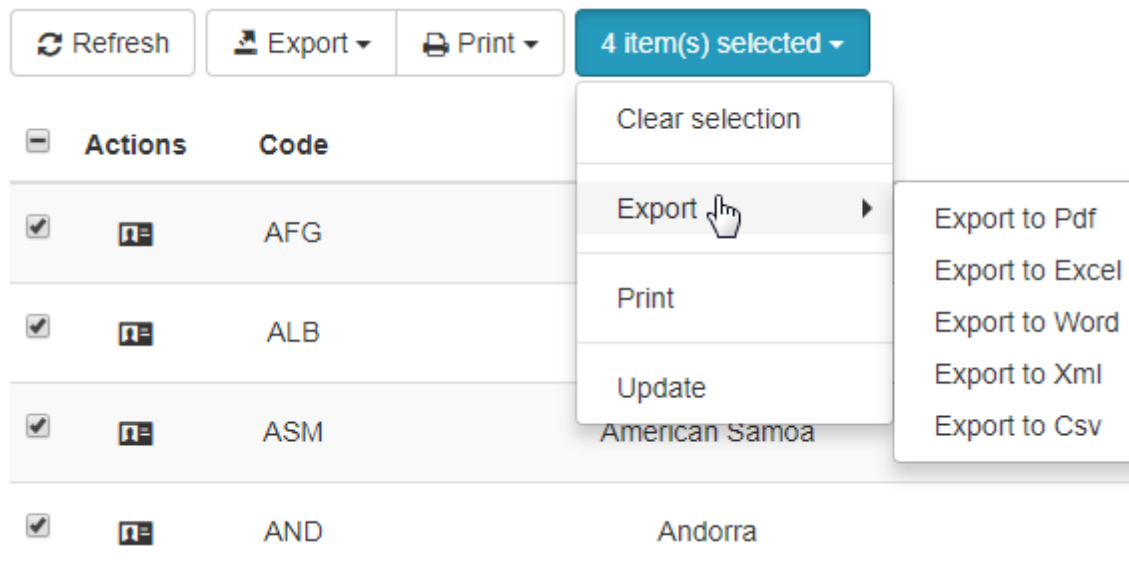 Refresh Export Print 4 item(s) selected
Clear selection
Actions Code
Export Export to Pdf
AFG
Export to Excel
Print Export to Word
ALB
Export to Xml
Update
Export to Csv
ASM American Samoa
AND Andorra